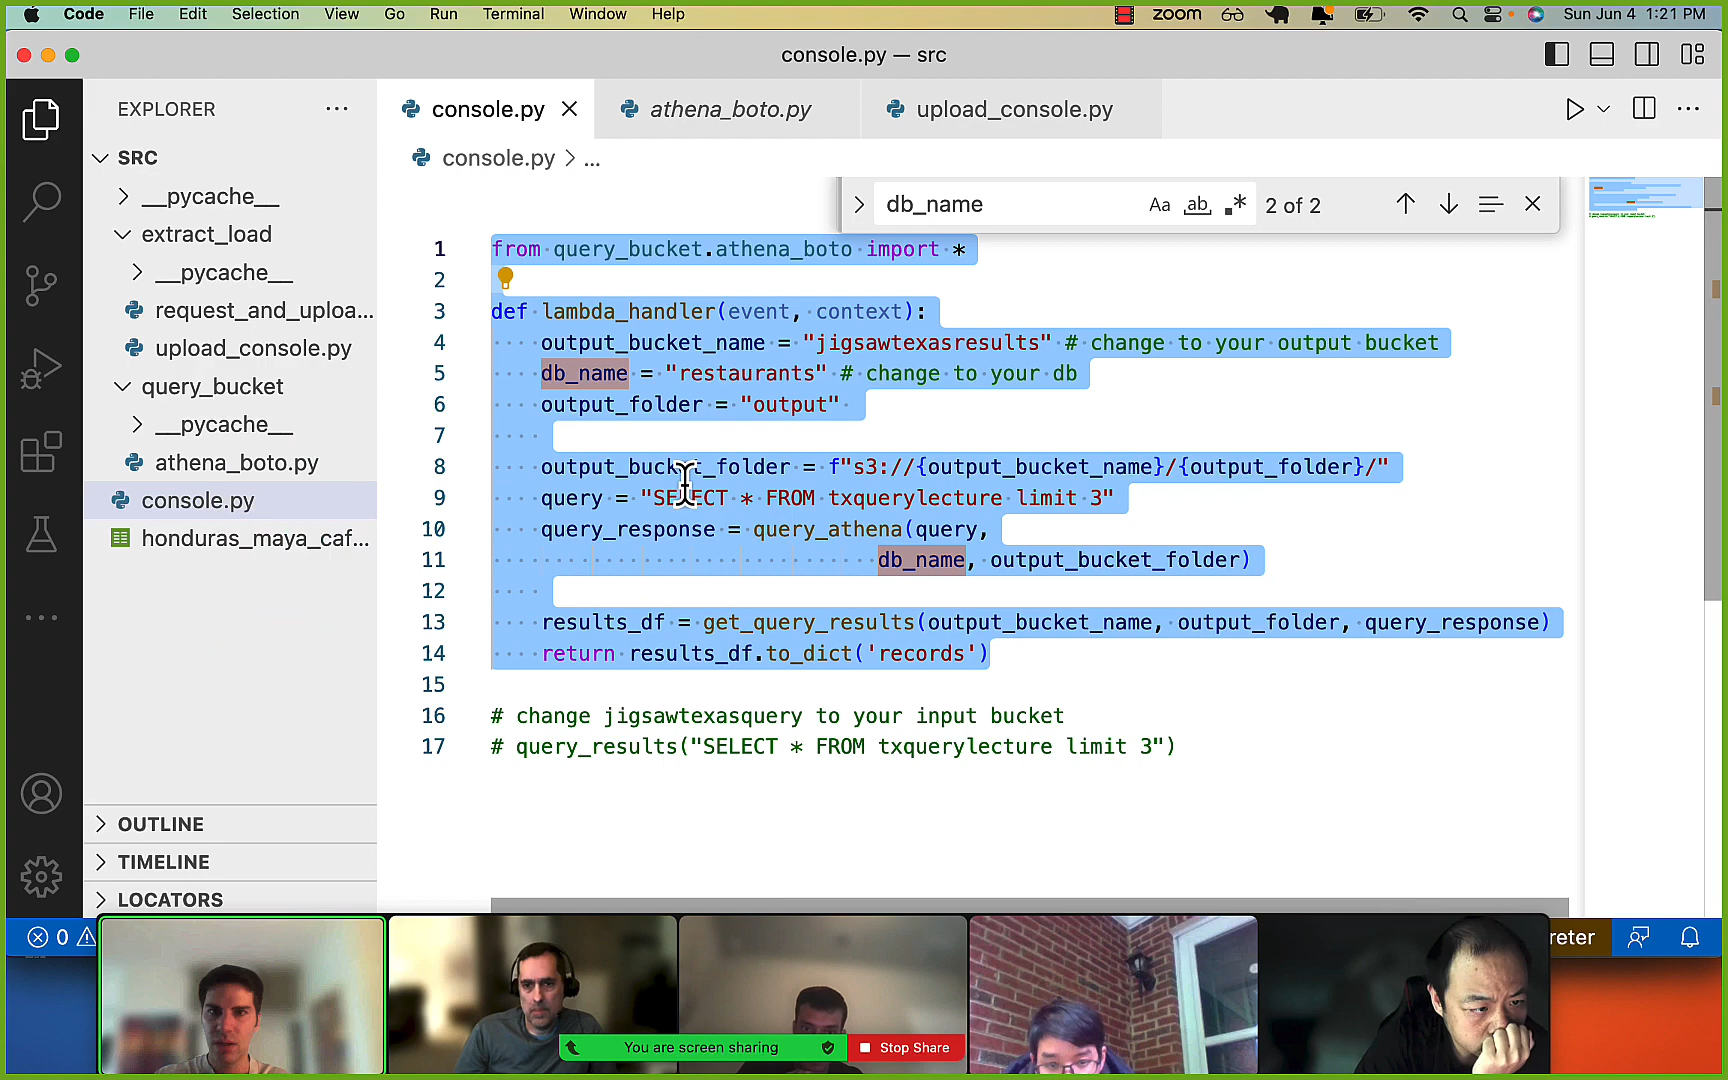 Code File Edit Selection View Go Run Terminal Window Help zoom Sun Jun 4 1:21 PM
console.py — src
EXPLORER
console.py athena_boto.py upload_console.py
SRC
console.py > ...
__pycache__
db_name Aa ab 2 of 2
extract_load
__pycache__
request_and_uploa...
upload_console.py
query_bucket
__pycache__
athena_boto.py
console.py
honduras_maya_caf...
OUTLINE
TIMELINE
LOCATORS
1 from query_bucket.athena_boto import *
2
3 def lambda_handler(event, context):
4 output_bucket_name = "jigsawtexasresults" # change to your output bucket
5 db_name = "restaurants" # change to your db
6 output_folder = "output"
7
8 output_bucket_folder = f"s3://{output_bucket_name}/{output_folder}/"
9 query = "SELECT * FROM txquerylecture limit 3"
10 query_response = query_athena(query,
11 db_name, output_bucket_folder)
12
13 results_df = get_query_results(output_bucket_name, output_folder, query_response)
14 return results_df.to_dict('records')
15
16 # change jigsawtexasquery to your input bucket
17 # query_results("SELECT * FROM txquerylecture limit 3")
0 reter
You are screen sharing Stop Share